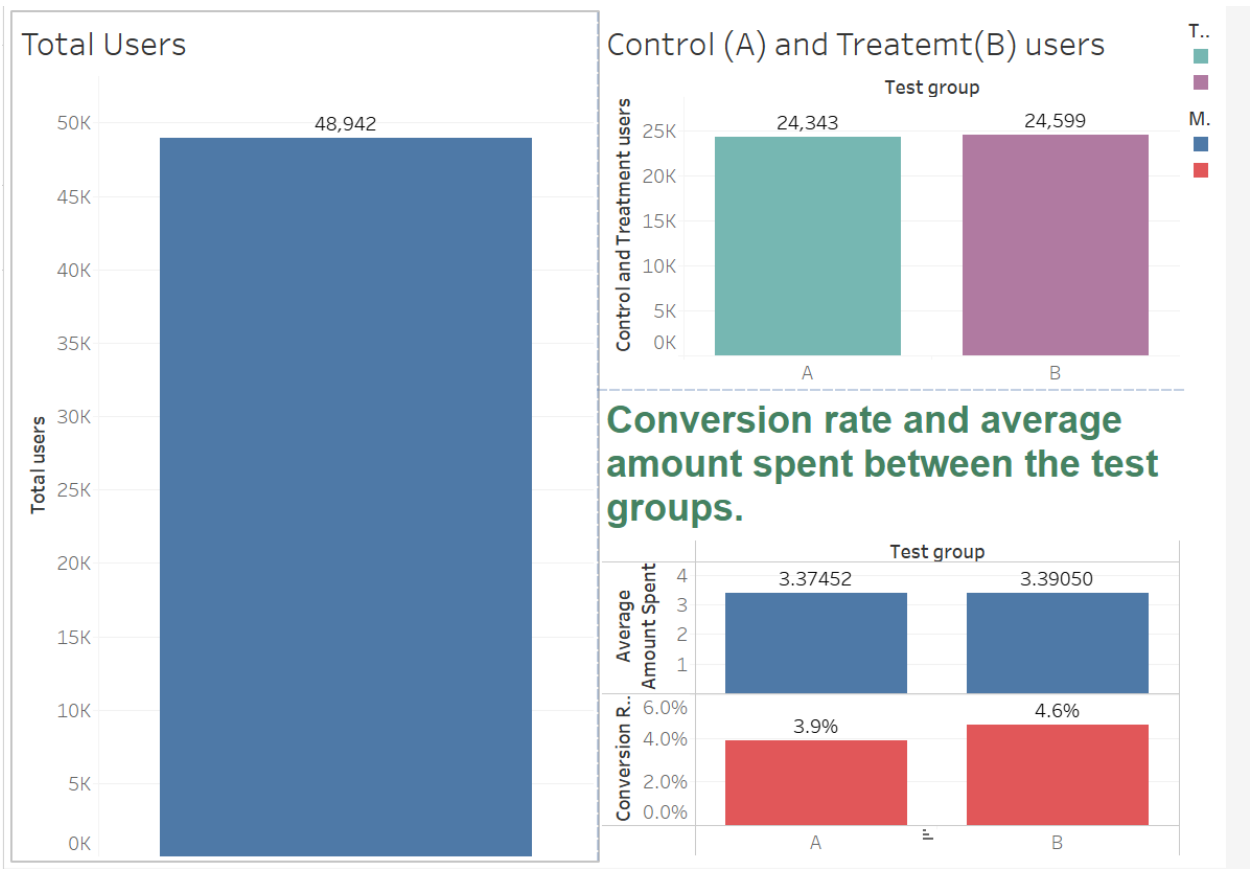 Total Users
50K
48,942
45K
40K
35K
30K
25K
20K
15K
10K
5K
0K
Total users
Control (A) and Treatemt(B) users
Test group
Control and Treatment users
25K
20K
15K
10K
5K
0K
24,343
24,599
A
B
T..
M.
Conversion rate and average
amount spent between the test
groups.
Test group
Average
Amount Spent
4
3
2
1
3.37452
3.39050
Conversion R..
6.0%
4.0%
2.0%
0.0%
3.9%
4.6%
A
B